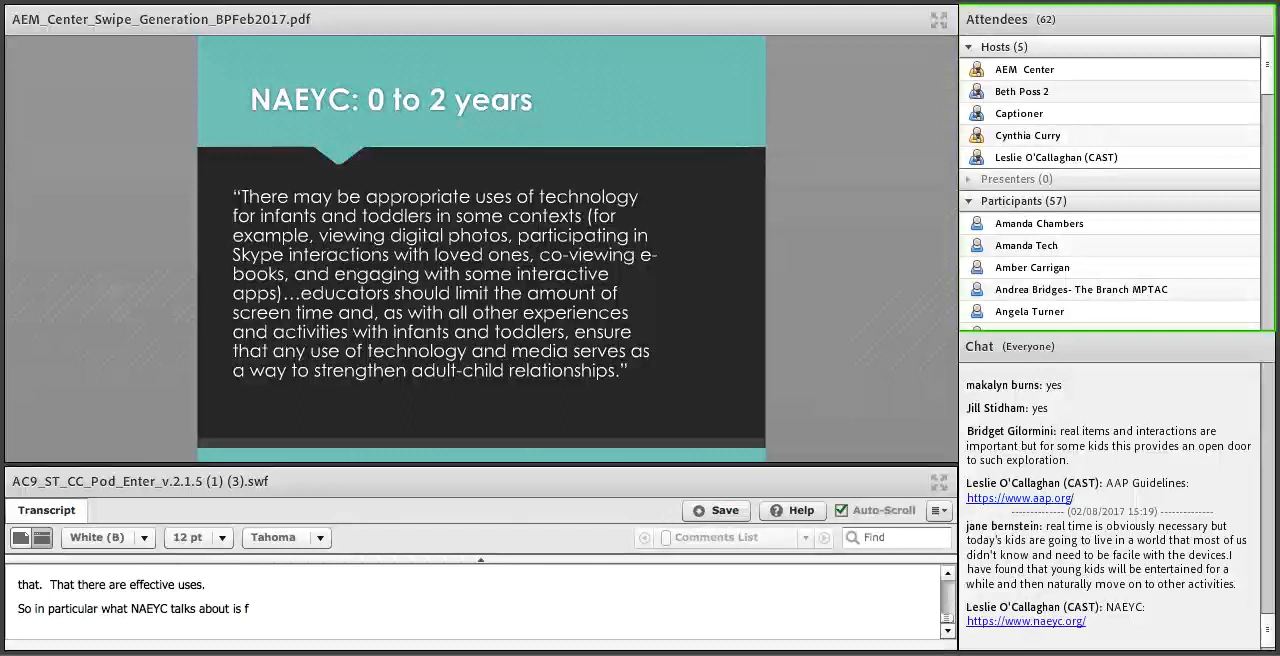 AEM_Center_Swipe_Generation_BPFeb2017.pdf
NAEYC: 0 to 2 years
“There may be appropriate uses of technology
for infants and toddlers in some contexts (for
example, viewing digital photos, participating in
Skype interactions with loved ones, co-viewing e-
books, and engaging with some interactive
apps)…educators should limit the amount of
screen time and, as with all other experiences
and activities with infants and toddlers, ensure
that any use of technology and media serves as
a way to strengthen adult-child relationships.”
AC9_ST_CC_Pod_Enter_v.2.1.5 (1) (3).swf
Transcript
Save
Help
Auto-Scroll
White (B)
12 pt
Tahoma
Comments List
Find
that.  That there are effective uses.
So in particular what NAEYC talks about is f
Attendees (62)
Hosts (5)
AEM  Center
Beth Poss 2
Captioner
Cynthia Curry
Leslie O'Callaghan (CAST)
Presenters (0)
Participants (57)
Amanda Chambers
Amanda Tech
Amber Carrigan
Andrea Bridges- The Branch MPTAC
Angela Turner
Chat (Everyone)
makalyn burns: yes
Jill Stidham: yes
Bridget Gilormini: real items and interactions are
important but for some kids this provides an open door
to such exploration.
Leslie O'Callaghan (CAST): AAP Guidelines:
https://www.aap.org/
-------------- (02/08/2017 15:19) --------------
jane bernstein: real time is obviously necessary but
today's kids are going to live in a world that most of us
didn't know and need to be facile with the devices.I
have found that young kids will be entertained for a
while and then naturally move on to other activities.
Leslie O'Callaghan (CAST): NAEYC:
https://www.naeyc.org/